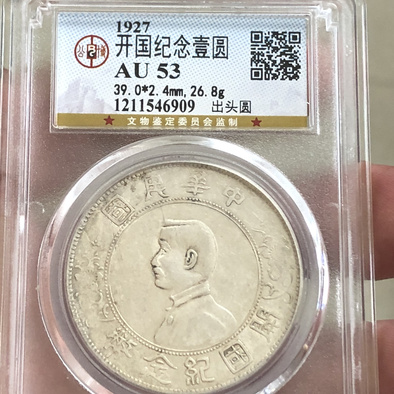 1927
开国纪念壹圆
AU 53
39.0*2.4mm,26.8g
1211546909 出头圆
★ 文物鉴定委员会监制 ★
中華民國
開國紀念幣